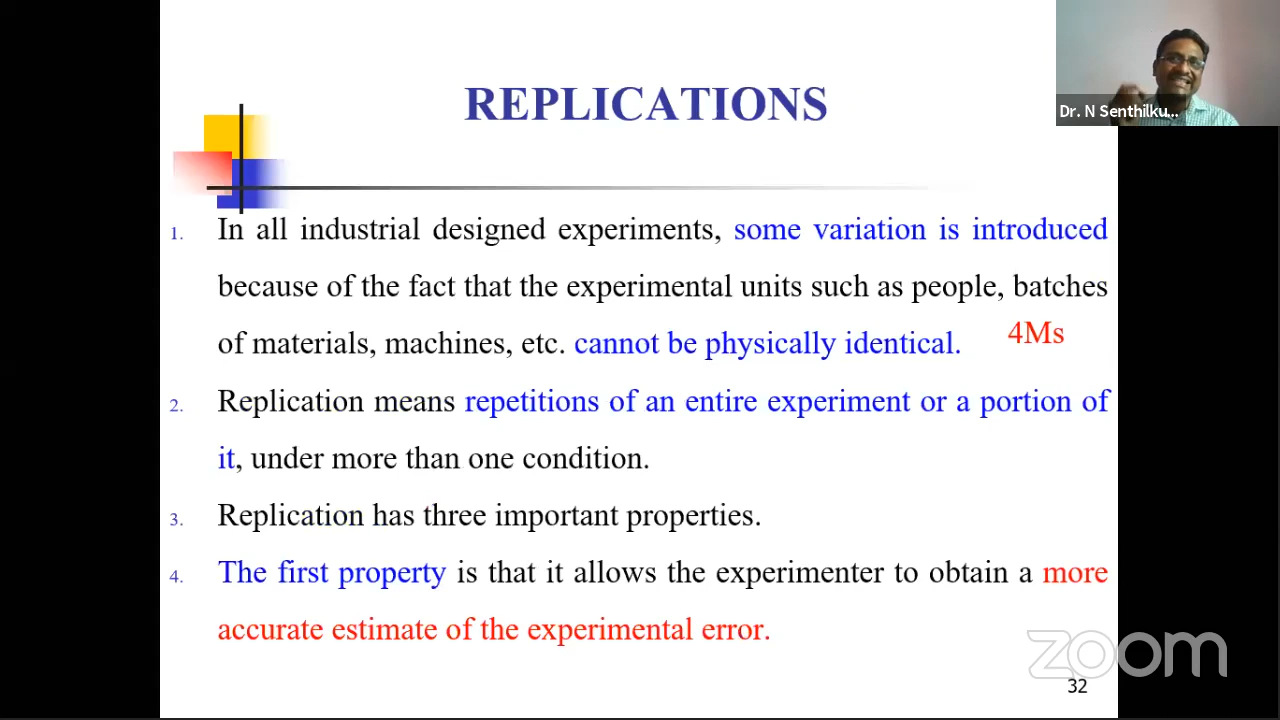 REPLICATIONS
Dr. N Senthilku...
1. In all industrial designed experiments, some variation is introduced
because of the fact that the experimental units such as people, batches
of materials, machines, etc. cannot be physically identical.
4Ms
2. Replication means repetitions of an entire experiment or a portion of
it, under more than one condition.
3. Replication has three important properties.
4. The first property is that it allows the experimenter to obtain a more
accurate estimate of the experimental error.
zoom
32